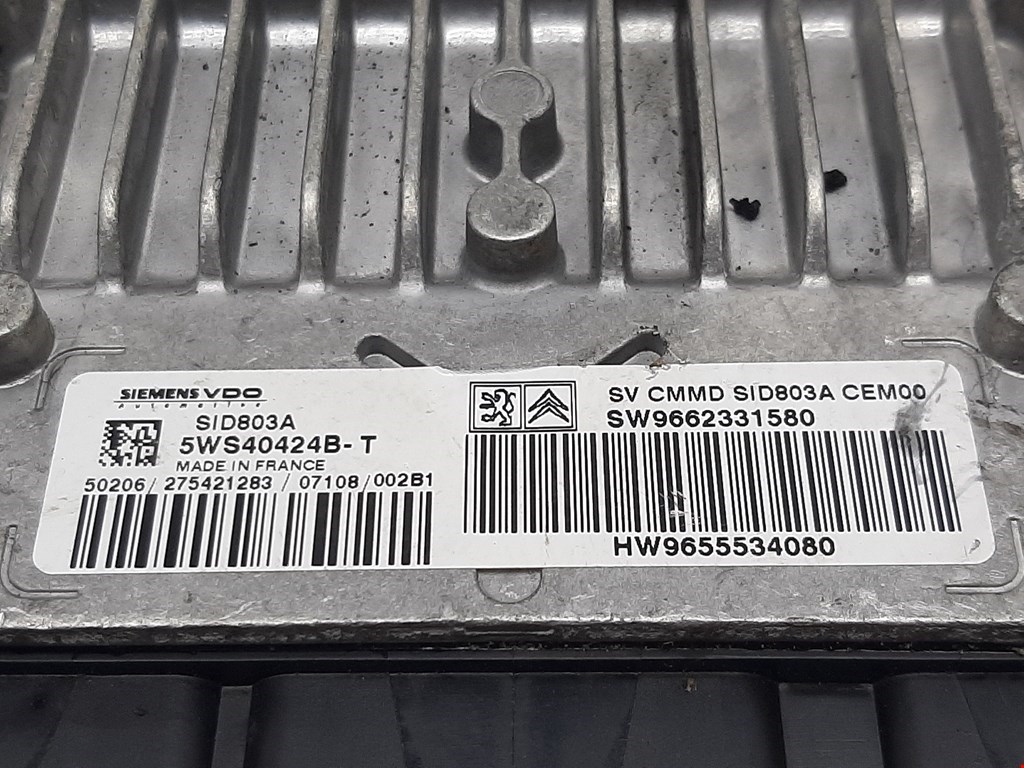 SIEMENS VDO
Automotive
SID803A
5WS40424B-T
MADE IN FRANCE
50206/275421283/07108/002B1
SV CMMD SID803A CEM00
SW9662331580
HW9655534080